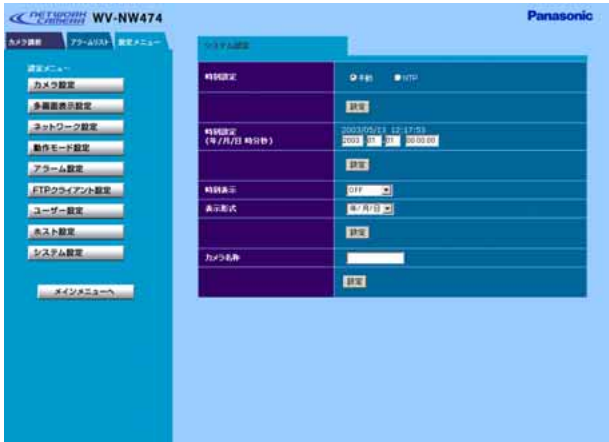 NETWORK CAMERA WV-NW474
Panasonic
カメラ選択 アラームリスト 設定メニュー
システム設定
設定メニュー
カメラ設定
多画面表示設定
ネットワーク設定
動作モード設定
アラーム設定
FTPクライアント設定
ユーザー設定
ホスト設定
システム設定
メインメニューへ
時刻設定 手動 NTP
設定
時刻設定
(年/月/日 時分秒)
2003/05/13 12:17:53
2003 / 01 / 01 00:00:00
設定
時刻表示 OFF
表示形式 年/月/日
設定
カメラ名称
設定